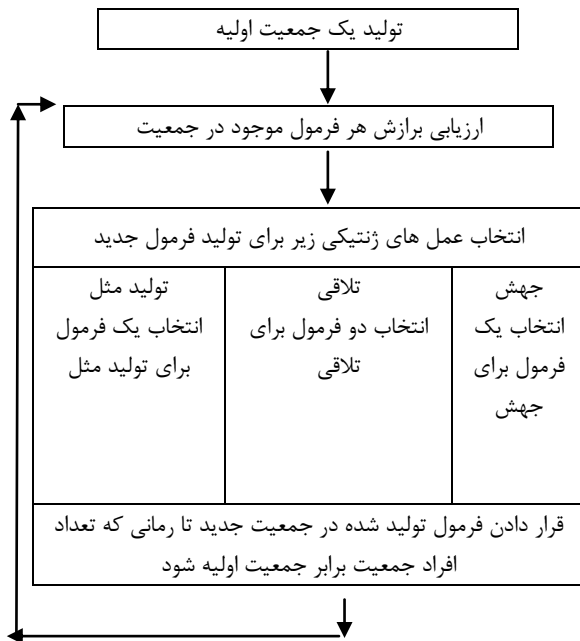 تولید یک جمعیت اولیه
ارزیابی برازش هر فرمول موجود در جمعیت
انتخاب عمل های ژنتیکی زیر برای تولید فرمول جدید
جهش
انتخاب یک
فرمول برای
جهش
تلاقی
انتخاب دو فرمول برای
تلاقی
تولید مثل
انتخاب یک فرمول
برای تولید مثل
قرار دادن فرمول تولید شده در جمعیت جدید تا رمانی که تعداد
افراد جمعیت برابر جمعیت اولیه شود